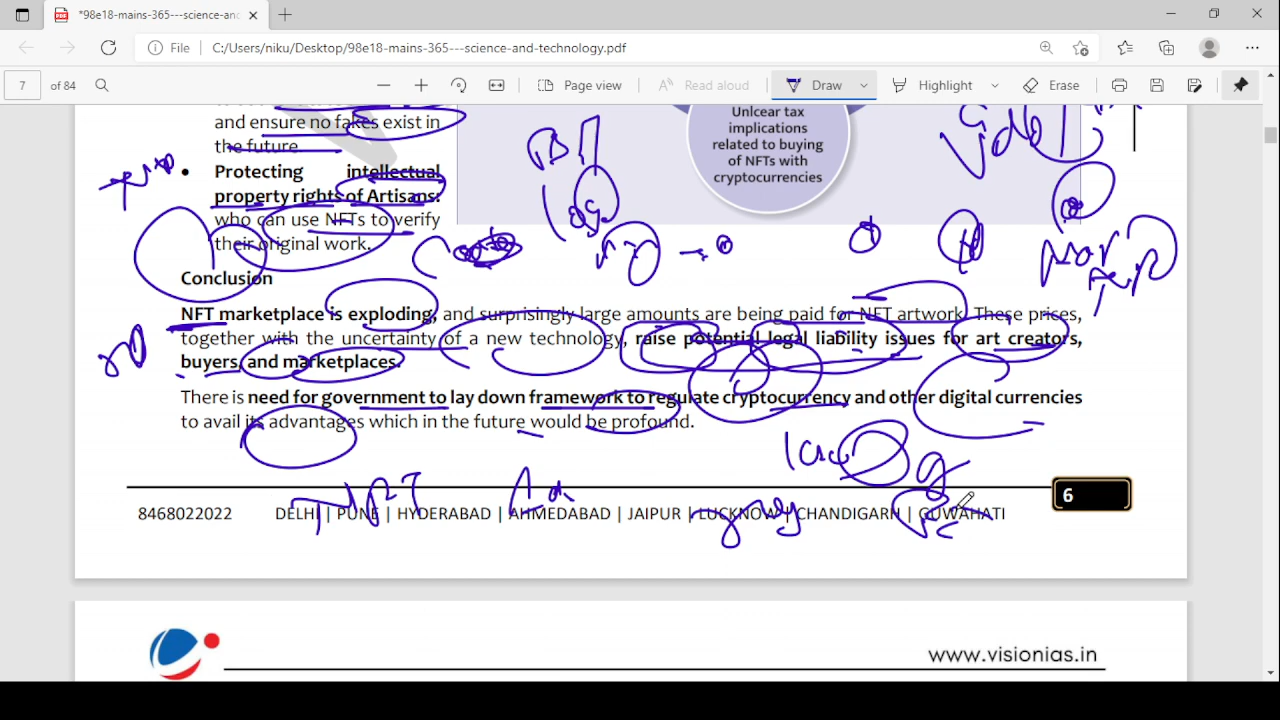 *98e18-mains-365---science-and
File
C:/Users/niku/Desktop/98e18-mains-365---science-and-technology.pdf
7 of 84
Page view
Read aloud
Draw
Highlight
Erase
and ensure no fakes exist in
the future.
• Protecting intellectual
property rights of Artisans:
who can use NFTs to verify
their original work.
Unlcear tax
implications
related to buying
of NFTs with
cryptocurrencies
Conclusion
NFT marketplace is exploding, and surprisingly large amounts are being paid for NFT artwork. These prices,
together with the uncertainty of a new technology, raise potential legal liability issues for art creators,
buyers, and marketplaces.
There is need for government to lay down framework to regulate cryptocurrency and other digital currencies
to avail its advantages which in the future would be profound.
6
8468022022 DELHI | PUNE | HYDERABAD | AHMEDABAD | JAIPUR | LUCKNOW | CHANDIGARH | GUWAHATI
www.visionias.in